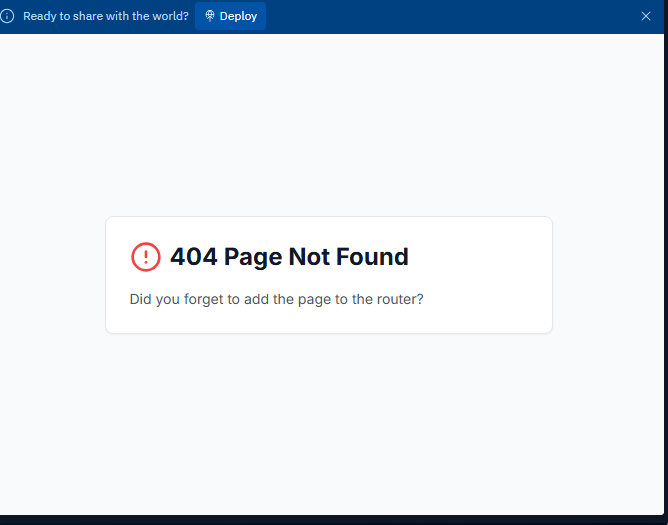 Ready to share with the world? Deploy
404 Page Not Found
Did you forget to add the page to the router?